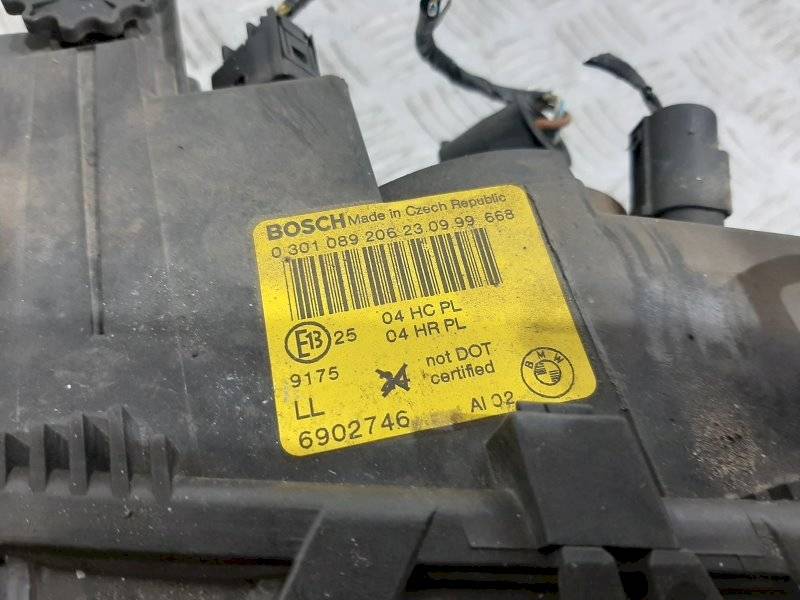 BOSCH Made in Czech Republic
0 301 089 206 23 09 99 668
04 HC PL
04 HR PL
E13 25
not DOT
9175
certified
BMW
LL
AI 02
6902746